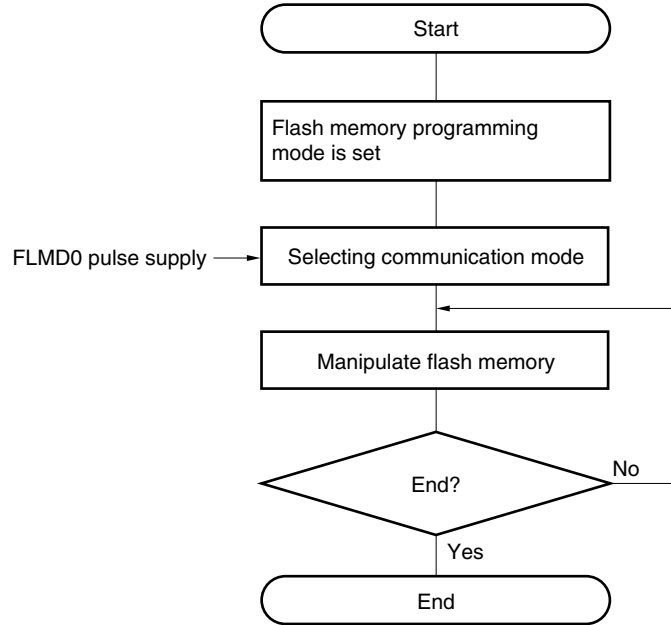 Start
Flash memory programming
mode is set
FLMD0 pulse supply
Selecting communication mode
Manipulate flash memory
End?
No
Yes
End